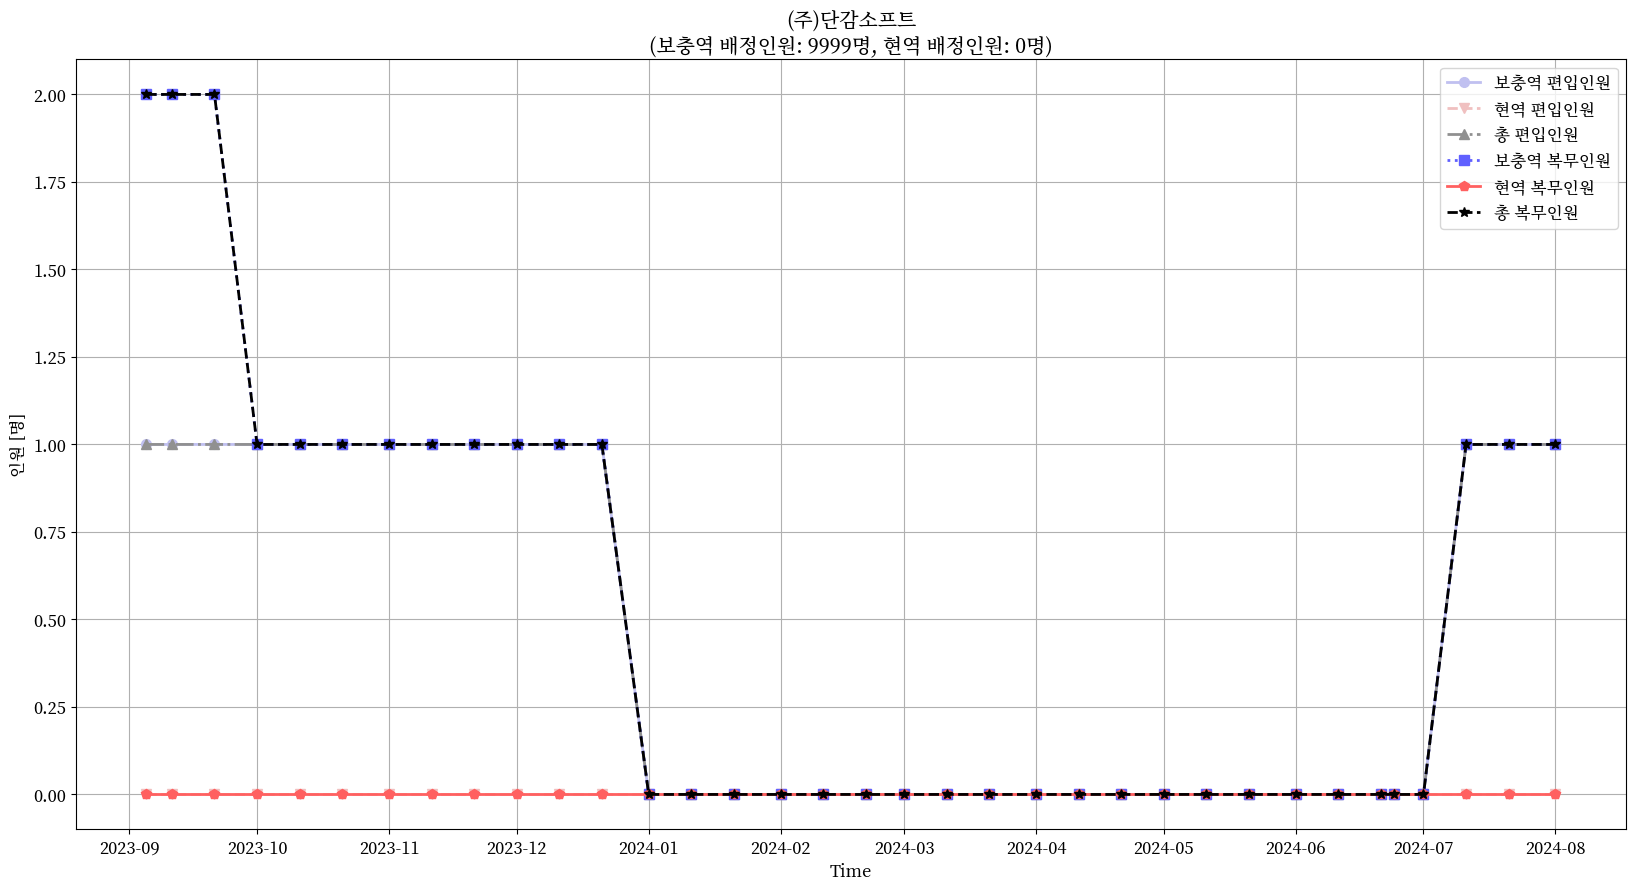 (주)단감소프트
(보충역 배정인원: 9999명, 현역 배정인원: 0명)
보충역 편입인원
현역 편입인원
총 편입인원
보충역 복무인원
현역 복무인원
총 복무인원
인원 [명]
2.00
1.75
1.50
1.25
1.00
0.75
0.50
0.25
0.00
2023-09 2023-10 2023-11 2023-12 2024-01 2024-02 2024-03 2024-04 2024-05 2024-06 2024-07 2024-08
Time